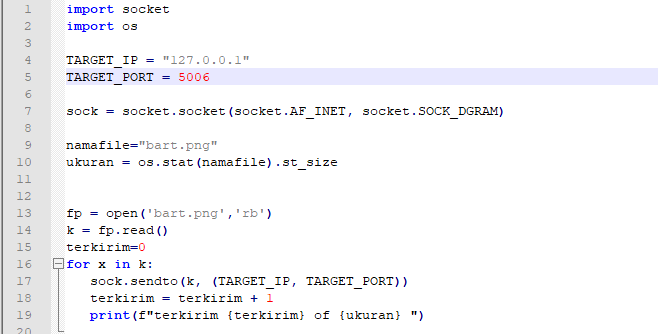 1 import socket
2 import os
3
4 TARGET_IP = "127.0.0.1"
5 TARGET_PORT = 5006
6
7 sock = socket.socket(socket.AF_INET, socket.SOCK_DGRAM)
8
9 namafile="bart.png"
10 ukuran = os.stat(namafile).st_size
11
12
13 fp = open('bart.png','rb')
14 k = fp.read()
15 terkirim=0
16 for x in k:
17 sock.sendto(k, (TARGET_IP, TARGET_PORT))
18 terkirim = terkirim + 1
19 print(f"terkirim {terkirim} of {ukuran} ")
20